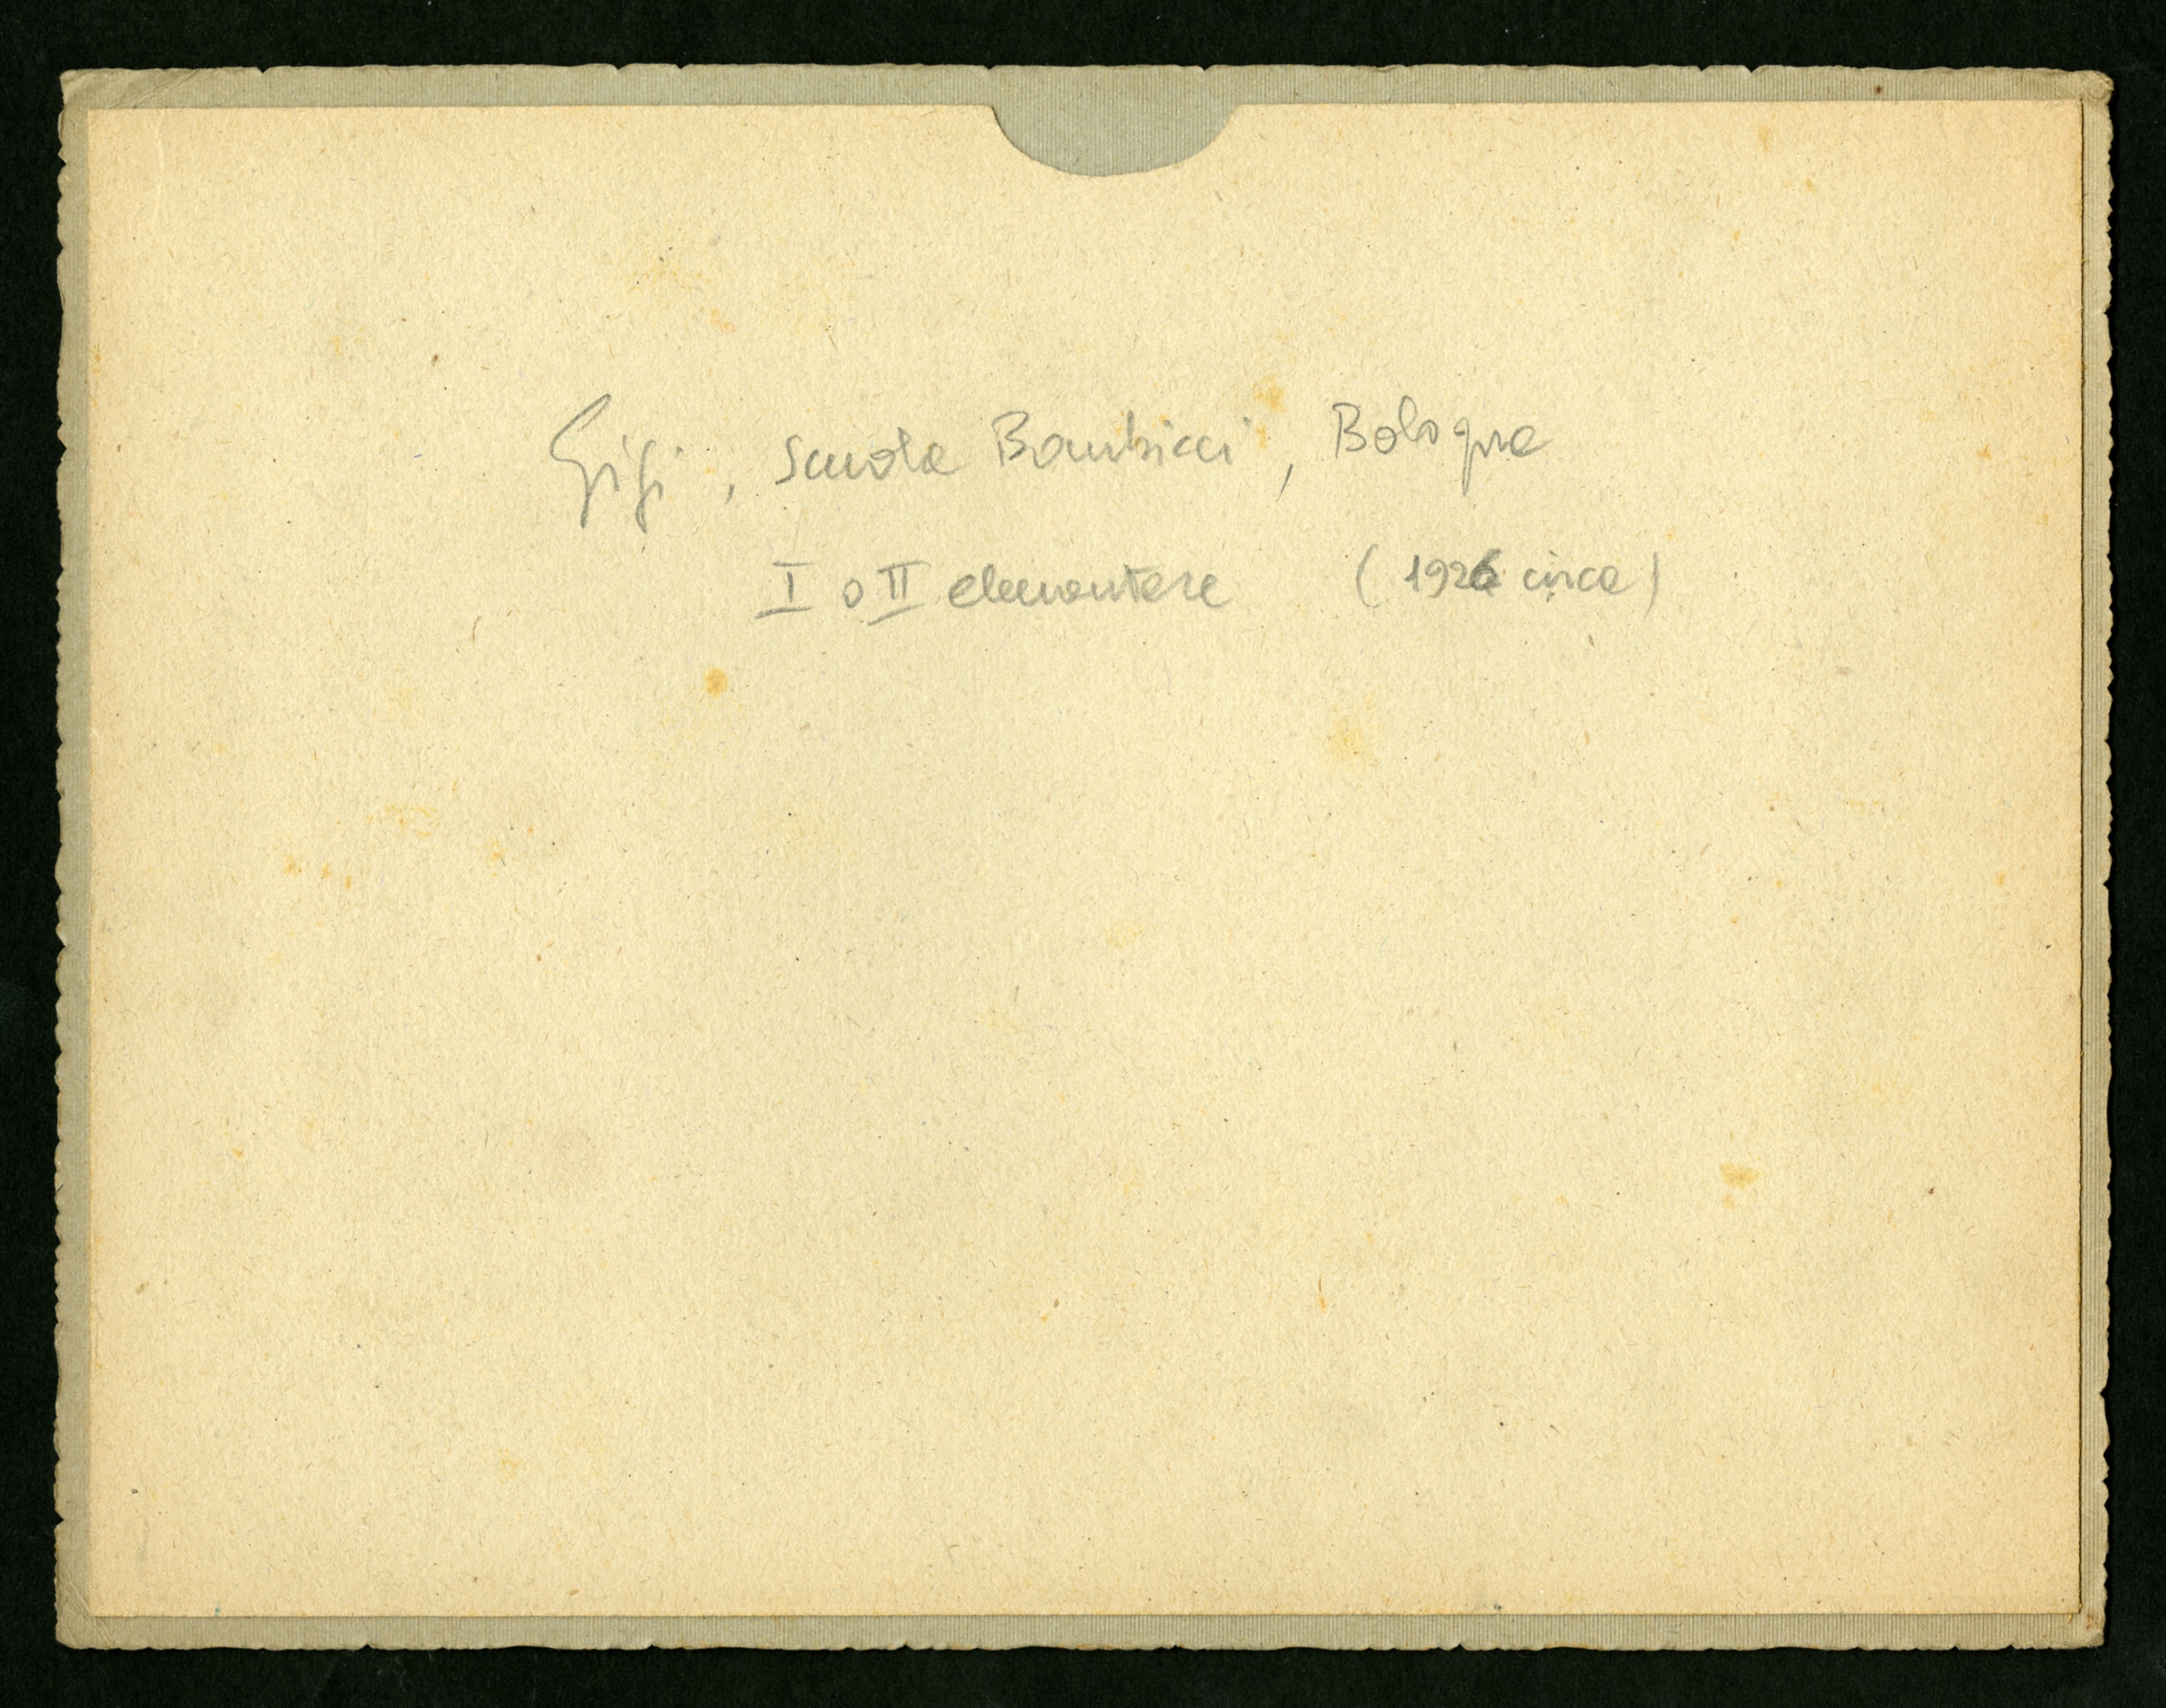 Gigi, scuola Bombicci, Bologna
I o II elementare (1926 circa)